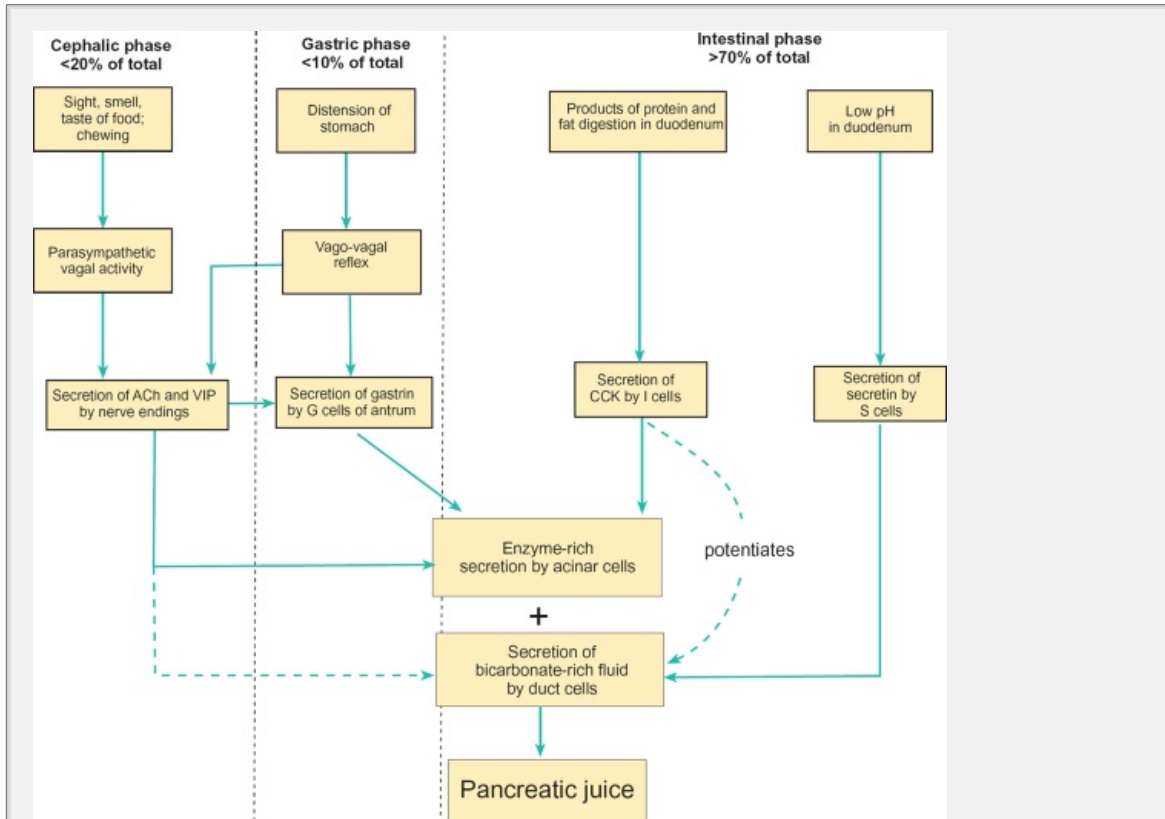 Cephalic phase
<20% of total
Gastric phase
<10% of total
Intestinal phase
>70% of total
Sight, smell,
taste of food;
chewing
Distension of
stomach
Products of protein and
fat digestion in duodenum
Low pH
in duodenum
Parasympathetic
vagal activity
Vago-vagal
reflex
Secretion of ACh and VIP
by nerve endings
Secretion of gastrin
by G cells of antrum
Secretion of
CCK by I cells
Secretion of
secretin by
S cells
Enzyme-rich
secretion by acinar cells
potentiates
+
Secretion of
bicarbonate-rich fluid
by duct cells
Pancreatic juice